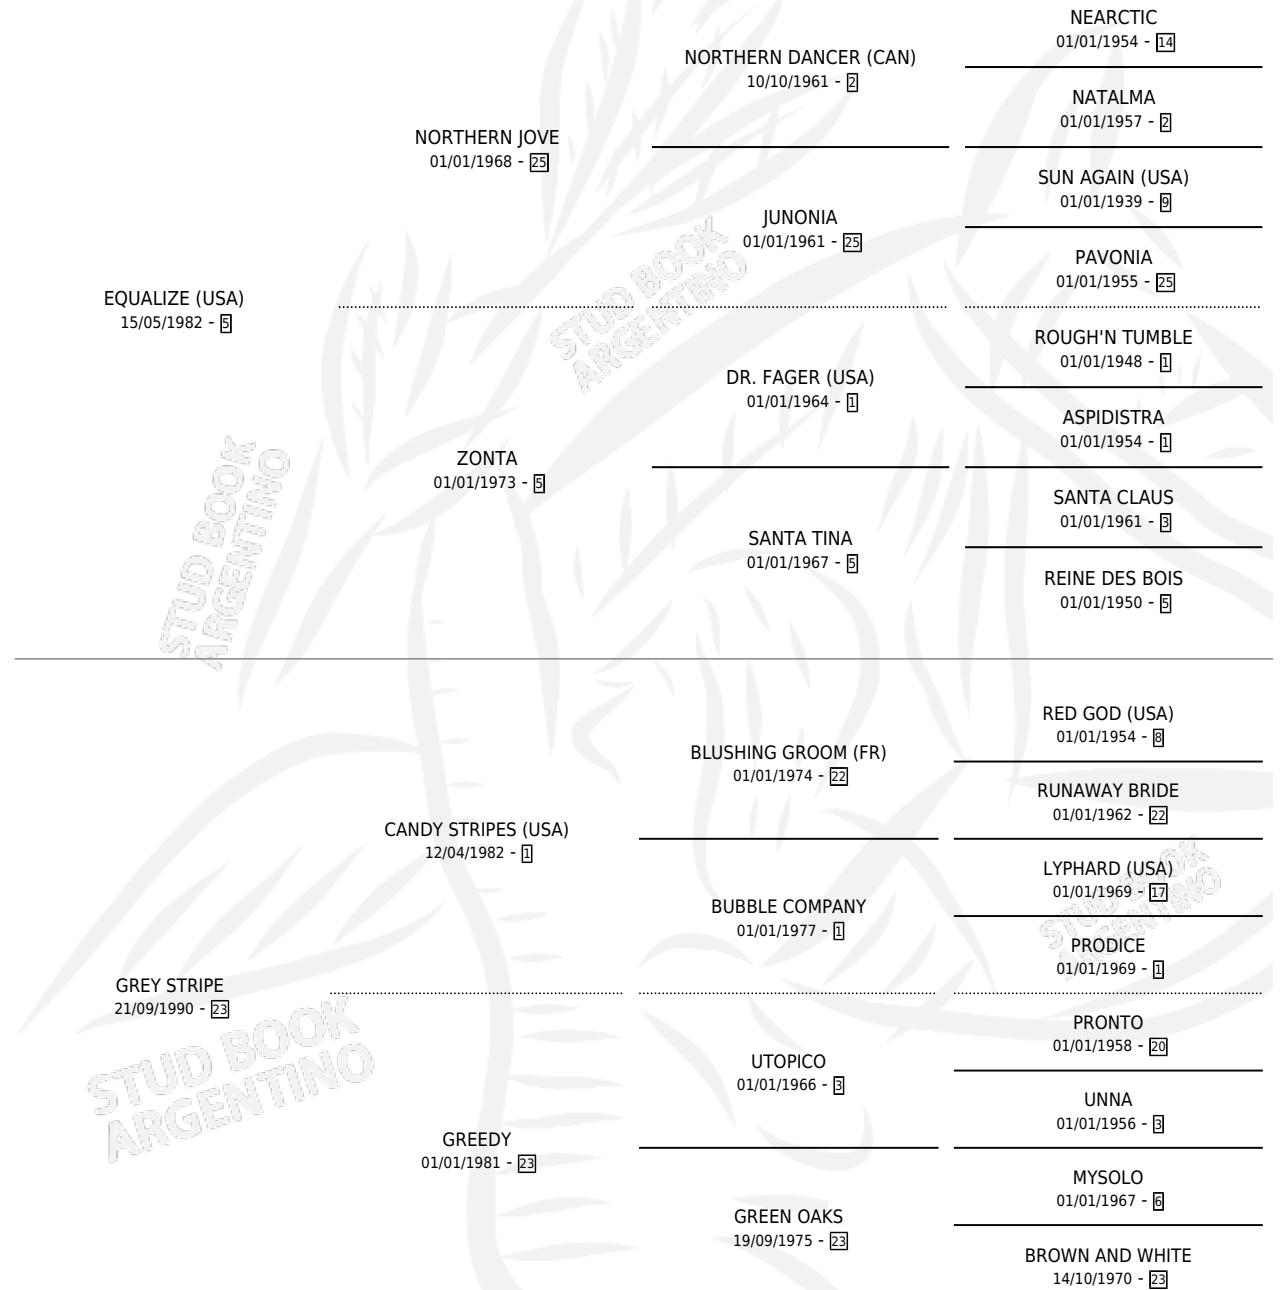 NEARCTIC
01/01/1954 - 14
NORTHERN DANCER (CAN)
10/10/1961 - 2
NATALMA
01/01/1957 - 2
NORTHERN JOVE
01/01/1968 - 25
SUN AGAIN (USA)
01/01/1939 - 9
JUNONIA
01/01/1961 - 25
PAVONIA
01/01/1955 - 25
EQUALIZE (USA)
15/05/1982 - 5
STUD BOOK
ARGENTINO
ROUGH'N TUMBLE
01/01/1948 - 1
DR. FAGER (USA)
01/01/1964 - 1
ASPIDISTRA
01/01/1954 - 1
ZONTA
01/01/1973 - 5
SANTA CLAUS
01/01/1961 - 3
SANTA TINA
01/01/1967 - 5
REINE DES BOIS
01/01/1950 - 5
STUD BOOK
ARGENTINO
RED GOD (USA)
01/01/1954 - 8
BLUSHING GROOM (FR)
01/01/1974 - 22
RUNAWAY BRIDE
01/01/1962 - 22
CANDY STRIPES (USA)
12/04/1982 - 1
LYPHARD (USA)
01/01/1969 - 17
BUBBLE COMPANY
01/01/1977 - 1
STUD BOOK
ARGENTINO
PRODICE
01/01/1969 - 1
GREY STRIPE
21/09/1990 - 23
PRONTO
01/01/1958 - 20
UTOPICO
01/01/1966 - 3
UNNA
01/01/1956 - 3
STUD BOOK
ARGENTINO
GREEDY
01/01/1981 - 23
MYSOLO
01/01/1967 - 6
GREEN OAKS
19/09/1975 - 23
BROWN AND WHITE
14/10/1970 - 23